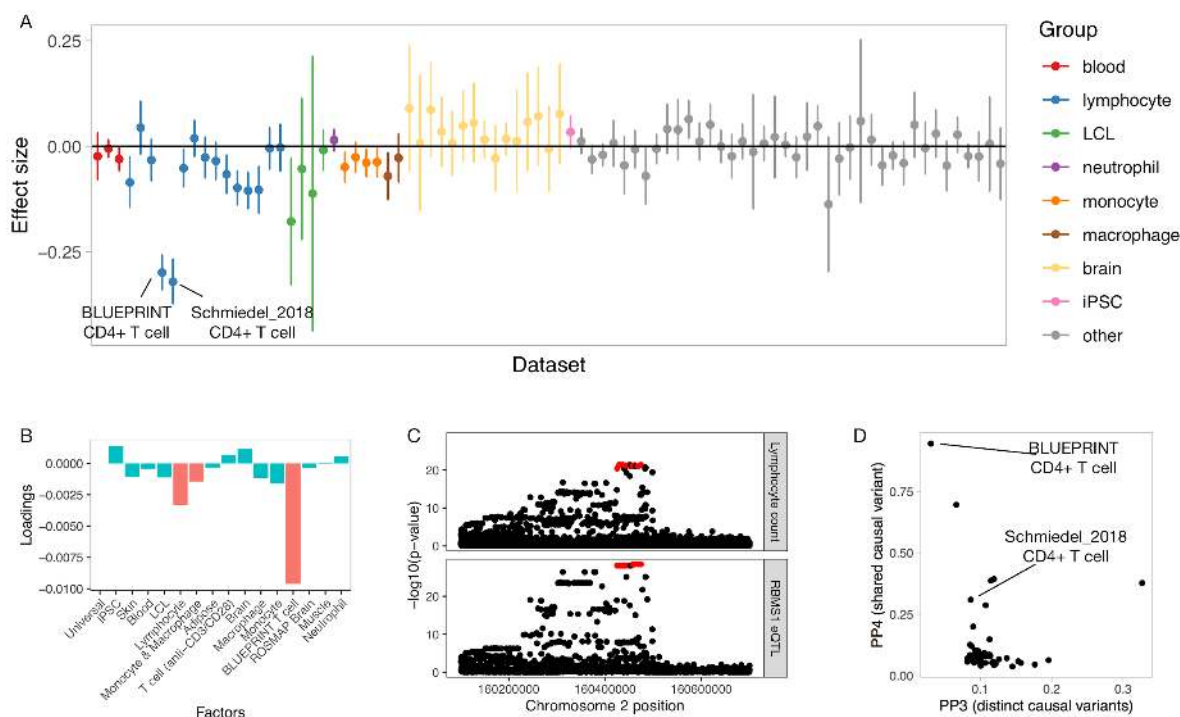 A
0.25
0.00
−0.25
Effect size
BLUEPRINT
CD4+ T cell
Schmiedel_2018
CD4+ T cell
Dataset
Group
blood
lymphocyte
LCL
neutrophil
monocyte
macrophage
brain
iPSC
other
B
0.0000
−0.0025
−0.0050
−0.0075
−0.0100
Loadings
Universal
iPSC
Skin
Blood
LCL
Lymphocyte
Monocyte & Macrophage
Adipose
T cell (anti−CD3/CD28)
Brain
Macrophage
Monocyte
BLUEPRINT T cell
ROSMAP Brain
Muscle
Neutrophil
Factors
C
20
10
0
Lymphocyte count
−log10(p−value)
20
10
0
RBMS1 eQTL
160200000
160400000
160600000
Chromosome 2 position
D
0.75
0.50
0.25
0.00
PP4 (shared causal variant)
BLUEPRINT
CD4+ T cell
Schmiedel_2018
CD4+ T cell
0.1
0.2
0.3
PP3 (distinct causal variants)